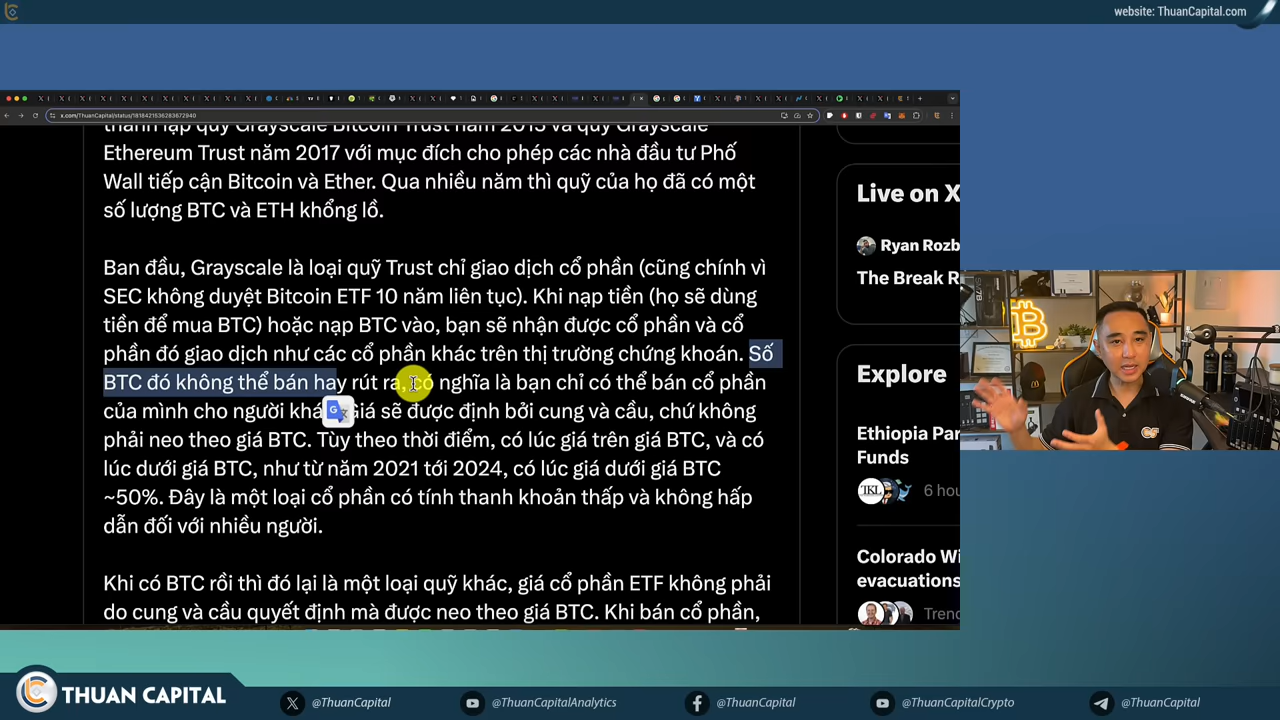 website: ThuanCapital.com
x.com/ThuanCapital/status/1818421536283672940
thành lập quỹ Grayscale Bitcoin Trust năm 2013 và quỹ Grayscale
Ethereum Trust năm 2017 với mục đích cho phép các nhà đầu tư Phố
Wall tiếp cận Bitcoin và Ether. Qua nhiều năm thì quỹ của họ đã có một
số lượng BTC và ETH khổng lồ.
Ban đầu, Grayscale là loại quỹ Trust chỉ giao dịch cổ phần (cũng chính vì
SEC không duyệt Bitcoin ETF 10 năm liên tục). Khi nạp tiền (họ sẽ dùng
tiền để mua BTC) hoặc nạp BTC vào, bạn sẽ nhận được cổ phần và cổ
phần đó giao dịch như các cổ phần khác trên thị trường chứng khoán. Số
BTC đó không thể bán hay rút ra, có nghĩa là bạn chỉ có thể bán cổ phần
của mình cho người khá giá sẽ được định bởi cung và cầu, chứ không
phải neo theo giá BTC. Tùy theo thời điểm, có lúc giá trên giá BTC, và có
lúc dưới giá BTC, như từ năm 2021 tới 2024, có lúc giá dưới giá BTC
~50%. Đây là một loại cổ phần có tính thanh khoản thấp và không hấp
dẫn đối với nhiều người.
Khi có BTC rồi thì đó lại là một loại quỹ khác, giá cổ phần ETF không phải
do cung và cầu quyết định mà được neo theo giá BTC. Khi bán cổ phần,
Live on X
Ryan Rozb
The Break R
Explore
Ethiopia Par
Funds
TKL
6 hou
Colorado Wi
evacuations
Trend
THUAN CAPITAL
@ThuanCapital
@ThuanCapitalAnalytics
@ThuanCapital
@ThuanCapitalCrypto
@ThuanCapital